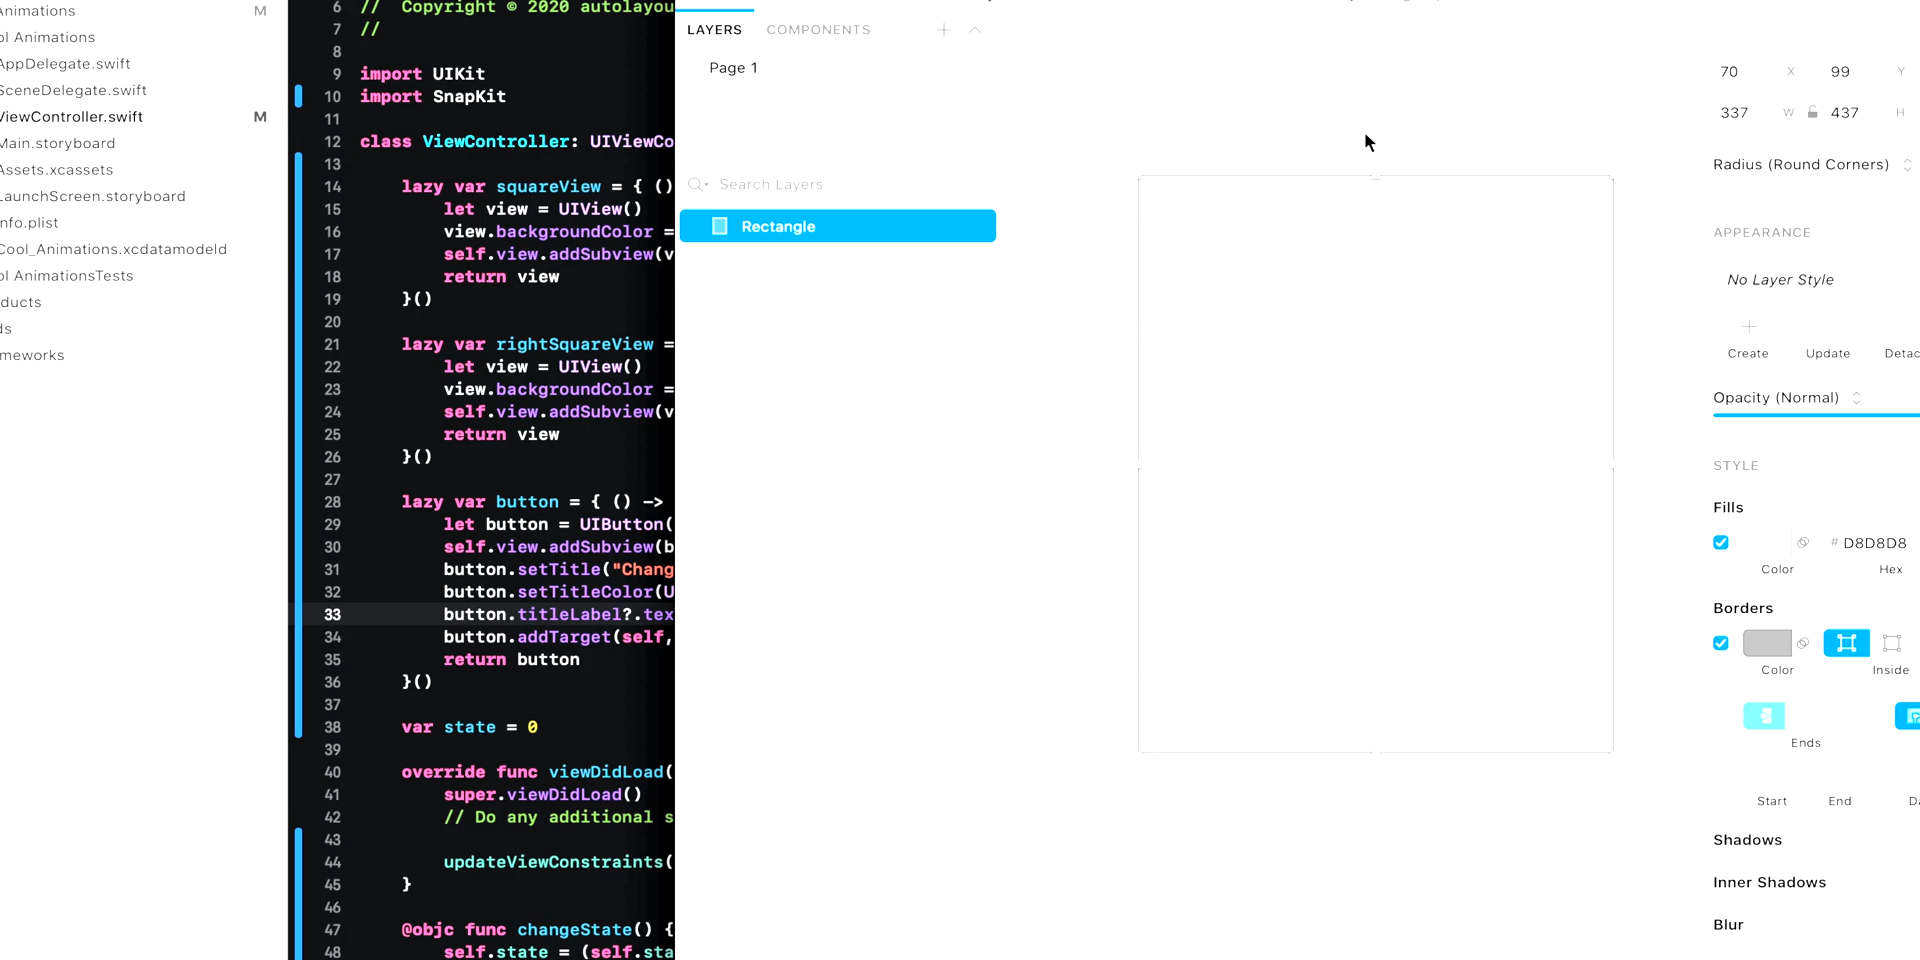 Animations M
ol Animations
AppDelegate.swift
SceneDelegate.swift
ViewController.swift M
Main.storyboard
Assets.xcassets
LaunchScreen.storyboard
nfo.plist
Cool_Animations.xcdatamodeld
ol AnimationsTests
ducts
ds
meworks
6 // Copyright © 2020 autolayou
7 //
8
9 import UIKit
10 import SnapKit
11
12 class ViewController: UIViewCo
13
14 lazy var squareView = { ()
15 let view = UIView()
16 view.backgroundColor =
17 self.view.addSubview(v
18 return view
19 }()
20
21 lazy var rightSquareView =
22 let view = UIView()
23 view.backgroundColor =
24 self.view.addSubview(v
25 return view
26 }()
27
28 lazy var button = { () ->
29 let button = UIButton(
30 self.view.addSubview(b
31 button.setTitle("Chang
32 button.setTitleColor(U
33 button.titleLabel?.tex
34 button.addTarget(self,
35 return button
36 }()
37
38 var state = 0
39
40 override func viewDidLoad(
41 super.viewDidLoad()
42 // Do any additional s
43
44 updateViewConstraints(
45 }
46
47 @objc func changeState() {
48 self.state = (self.sta
LAYERS COMPONENTS
Page 1
Search Layers
Rectangle
70 X 99 Y
337 W 437 H
Radius (Round Corners)
APPEARANCE
No Layer Style
Create Update Detac
Opacity (Normal)
STYLE
Fills
# D8D8D8
Color Hex
Borders
Color Inside
Ends
Start End Da
Shadows
Inner Shadows
Blur